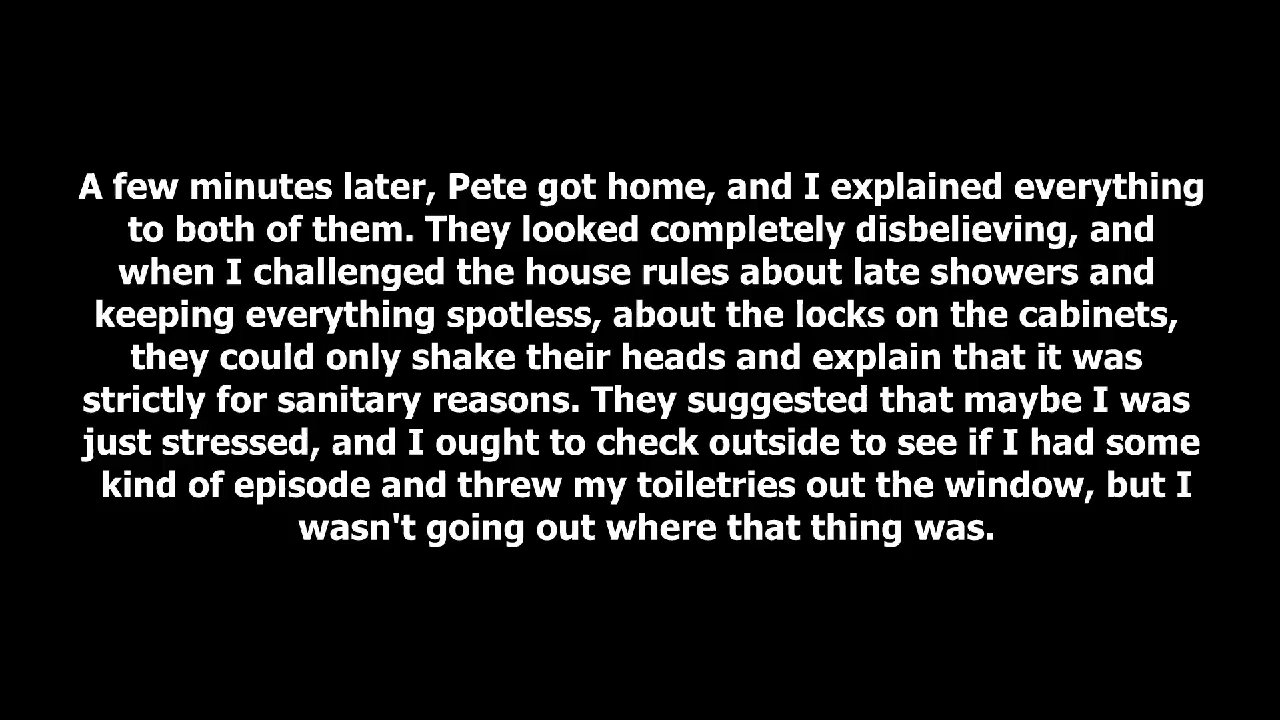 A few minutes later, Pete got home, and I explained everything
to both of them. They looked completely disbelieving, and
when I challenged the house rules about late showers and
keeping everything spotless, about the locks on the cabinets,
they could only shake their heads and explain that it was
strictly for sanitary reasons. They suggested that maybe I was
just stressed, and I ought to check outside to see if I had some
kind of episode and threw my toiletries out the window, but I
wasn't going out where that thing was.